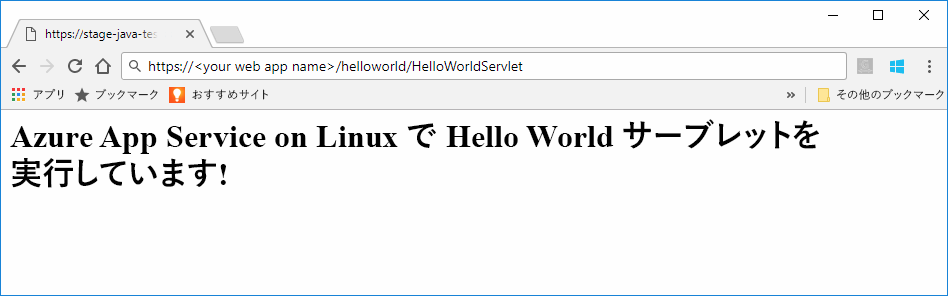 https://stage-java-tes
https://<your web app name>/helloworld/HelloWorldServlet
アプリ ブックマーク おすすめサイト » その他のブックマーク
Azure App Service on Linux で Hello World サーブレットを
実行しています!